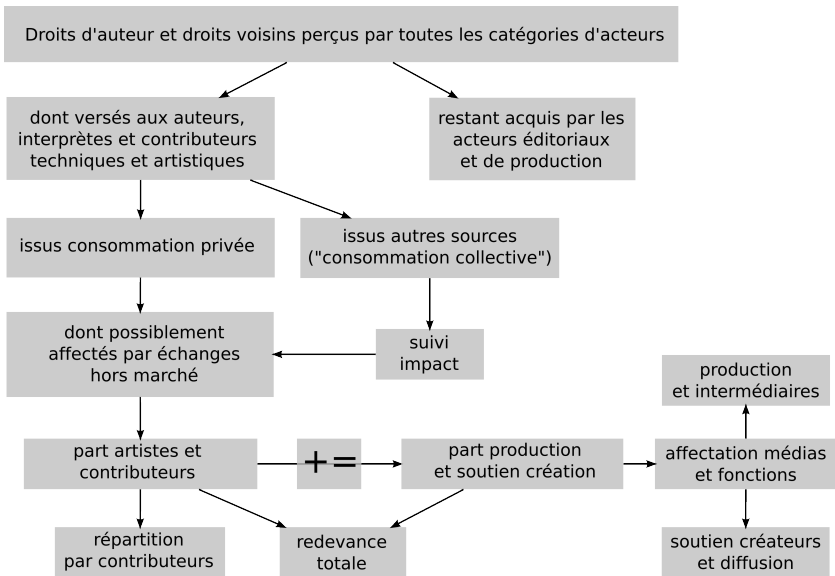 Droits d'auteur et droits voisins perçus par toutes les catégories d'acteurs
dont versés aux auteurs,
interprètes et contributeurs
techniques et artistiques
restant acquis par les
acteurs éditoriaux
et de production
issus consommation privée
issus autres sources
("consommation collective")
dont possiblement
affectés par échanges
hors marché
suivi
impact
production
et intermédiaires
part artistes et
contributeurs
+ =
part production
et soutien création
affectation médias
et fonctions
répartition
par contributeurs
redevance
totale
soutien créateurs
et diffusion